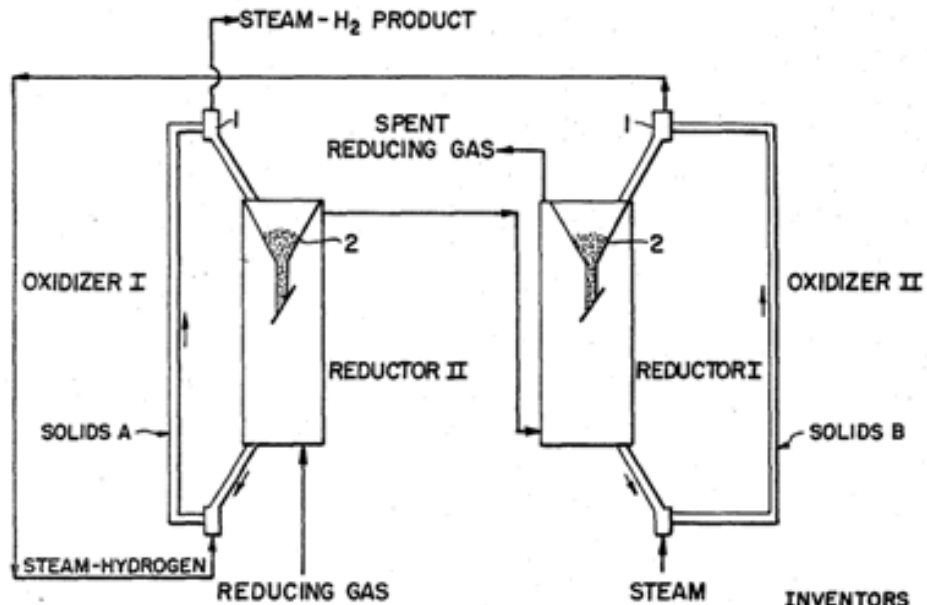 STEAM-H2 PRODUCT
1
SPENT
REDUCING GAS
1
2
2
OXIDIZER I
OXIDIZER II
REDUCTOR II
REDUCTOR I
SOLIDS A
SOLIDS B
STEAM-HYDROGEN
REDUCING GAS
STEAM
INVENTORS